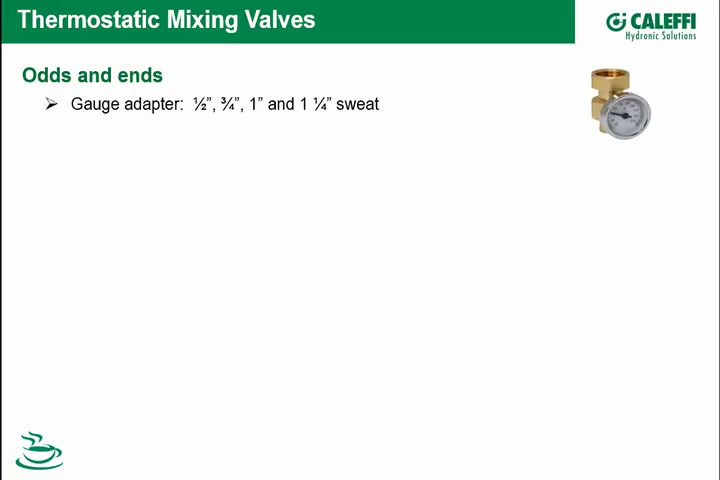 Thermostatic Mixing Valves
CALEFFI
Hydronic Solutions
Odds and ends
Gauge adapter: ½”, ¾”, 1” and 1 ¼” sweat